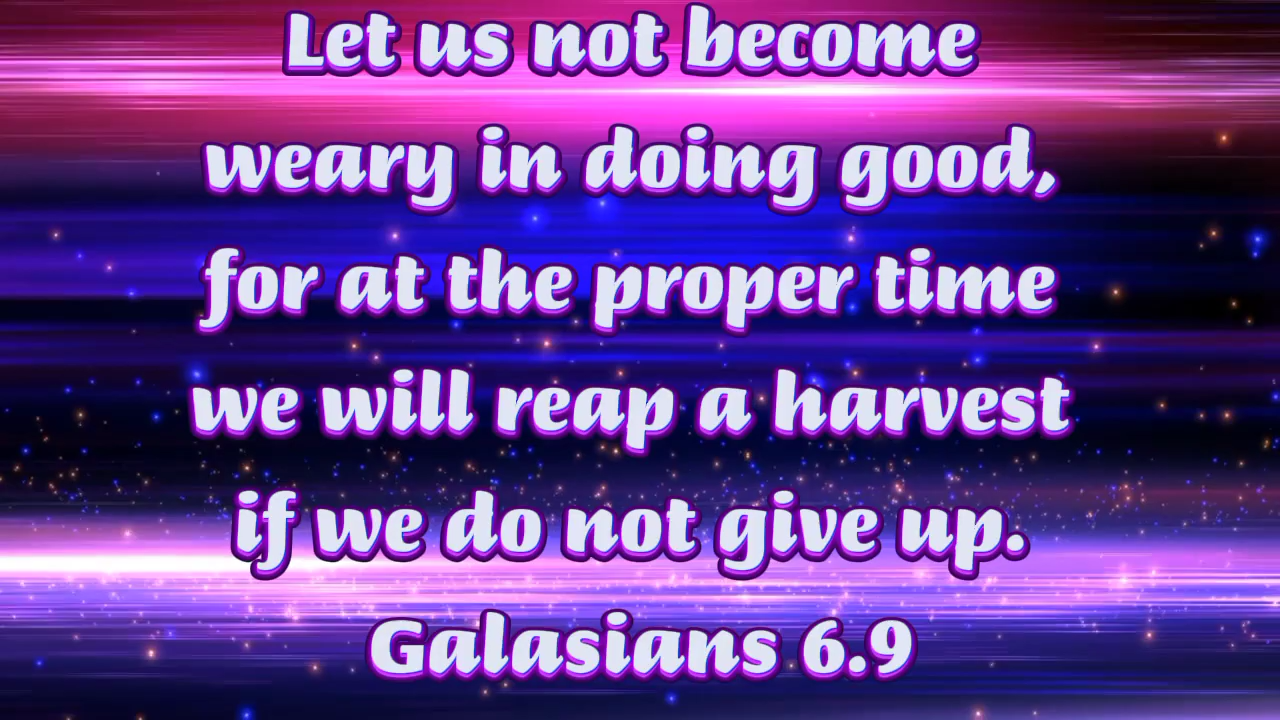 Let us not become
weary in doing good,
for at the proper time
we will reap a harvest
if we do not give up.
Galasians 6.9